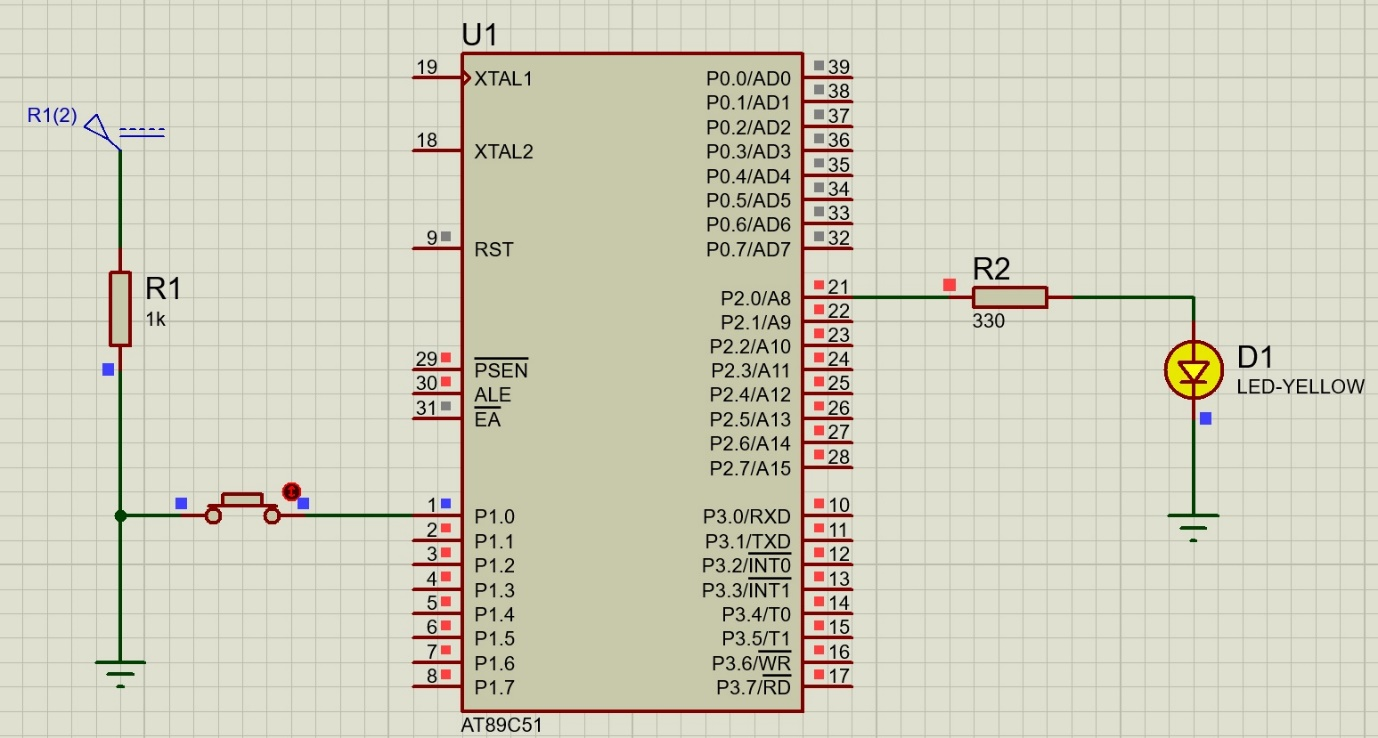 U1
R1(2)
R1
1k
19 XTAL1
18 XTAL2
9 RST
29 PSEN
30 ALE
31 EA
1 P1.0
2 P1.1
3 P1.2
4 P1.3
5 P1.4
6 P1.5
7 P1.6
8 P1.7
P0.0/AD0 39
P0.1/AD1 38
P0.2/AD2 37
P0.3/AD3 36
P0.4/AD4 35
P0.5/AD5 34
P0.6/AD6 33
P0.7/AD7 32
P2.0/A8 21
P2.1/A9 22
P2.2/A10 23
P2.3/A11 24
P2.4/A12 25
P2.5/A13 26
P2.6/A14 27
P2.7/A15 28
P3.0/RXD 10
P3.1/TXD 11
P3.2/INT0 12
P3.3/INT1 13
P3.4/T0 14
P3.5/T1 15
P3.6/WR 16
P3.7/RD 17
AT89C51
R2
330
D1
LED-YELLOW